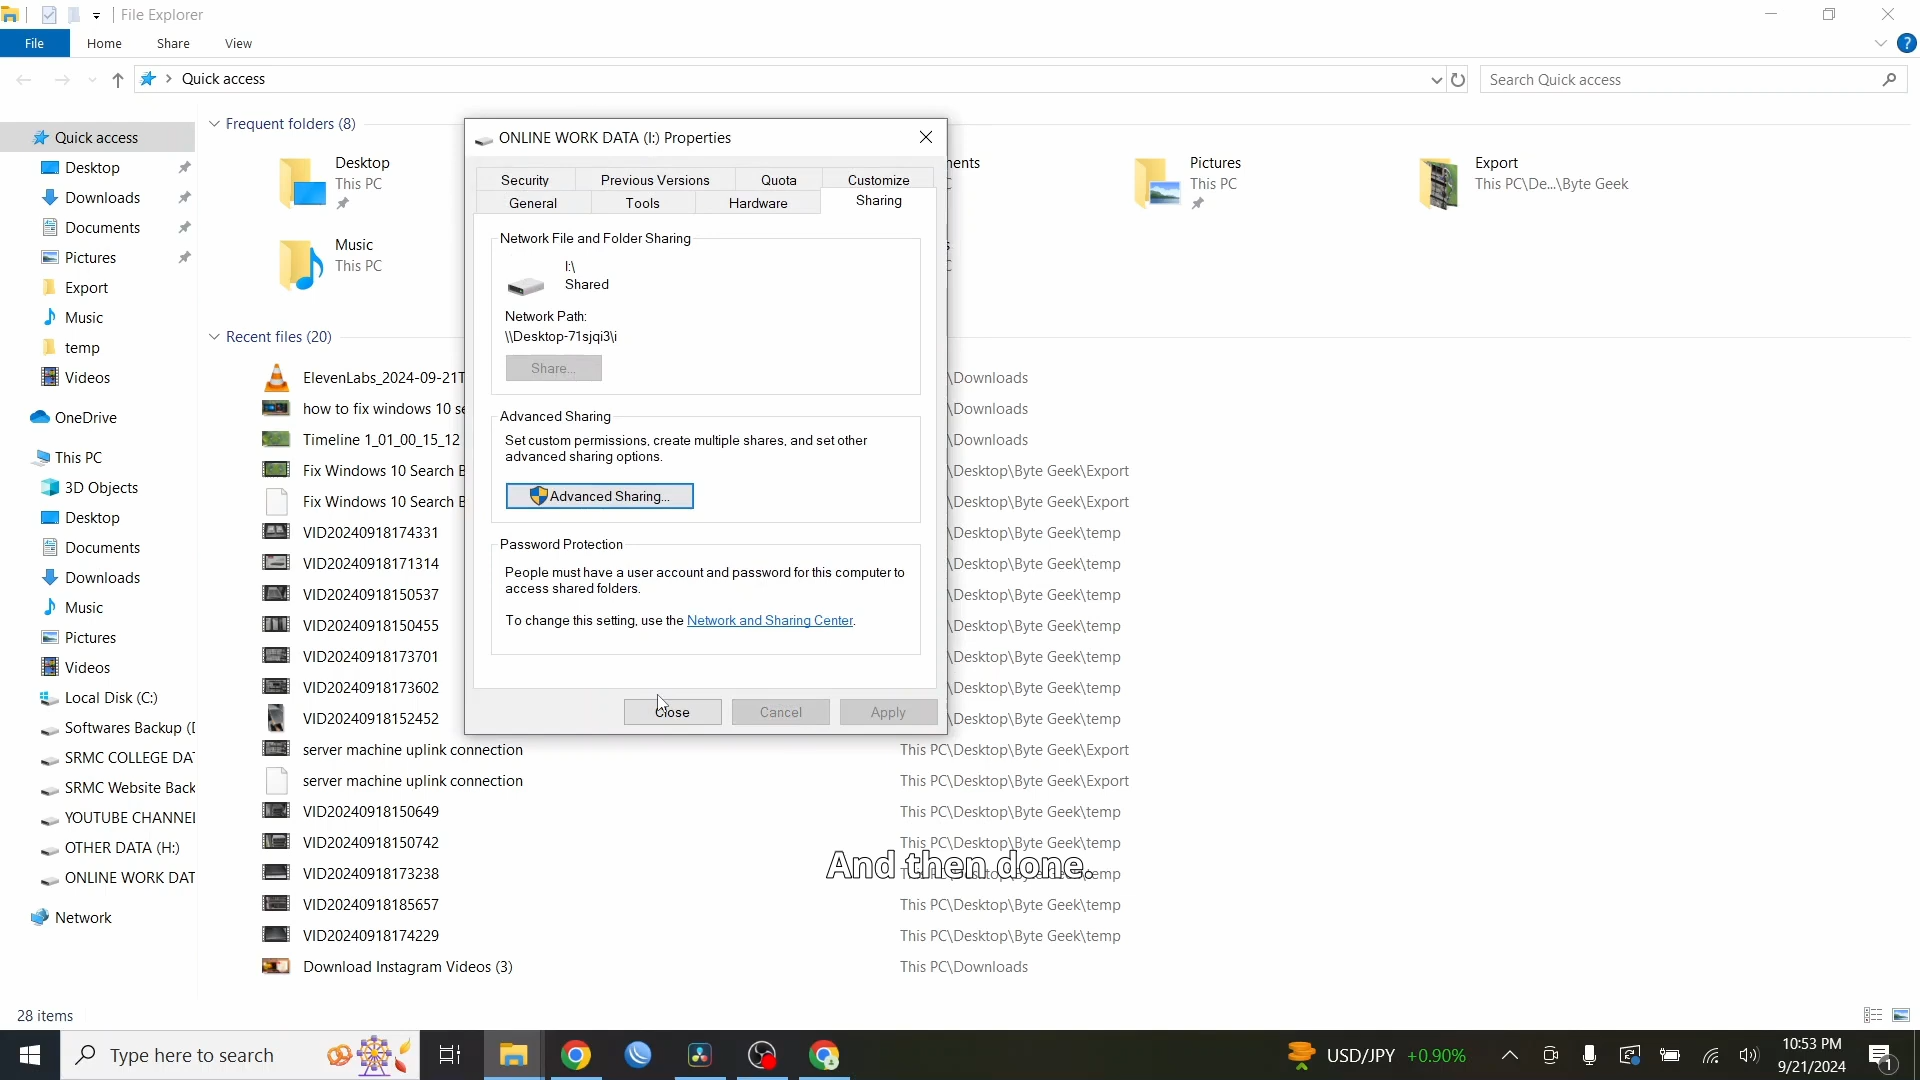 File Explorer
File
Home
Share
View
Quick access
Search Quick access
Quick access
Desktop
Downloads
Documents
Pictures
Export
Music
temp
Videos
OneDrive
This PC
3D Objects
Desktop
Documents
Downloads
Music
Pictures
Videos
Local Disk (C:)
Softwares Backup (
SRMC COLLEGE DA
SRMC Website Back
YOUTUBE CHANNEL
OTHER DATA (H:)
ONLINE WORK DAT
Network
Frequent folders (8)
Desktop
This PC
ments
Pictures
This PC
Export
This PC\De...\Byte Geek
Music
This PC
Recent files (20)
ElevenLabs_2024-09-21T
\Downloads
how to fix windows 10 se
\Downloads
Timeline 1_01_00_15_12
\Downloads
Fix Windows 10 Search B
\Desktop\Byte Geek\Export
Fix Windows 10 Search B
\Desktop\Byte Geek\Export
VID20240918174331
\Desktop\Byte Geek\temp
VID20240918171314
\Desktop\Byte Geek\temp
VID20240918150537
\Desktop\Byte Geek\temp
VID20240918150455
\Desktop\Byte Geek\temp
VID20240918173701
\Desktop\Byte Geek\temp
VID20240918173602
\Desktop\Byte Geek\temp
VID20240918152452
\Desktop\Byte Geek\temp
server machine uplink connection
This PC\Desktop\Byte Geek\Export
server machine uplink connection
This PC\Desktop\Byte Geek\Export
VID20240918150649
This PC\Desktop\Byte Geek\temp
VID20240918150742
This PC\Desktop\Byte Geek\temp
VID20240918173238
This PC\Desktop\Byte Geek\temp
VID20240918185657
This PC\Desktop\Byte Geek\temp
VID20240918174229
This PC\Desktop\Byte Geek\temp
Download Instagram Videos (3)
This PC\Downloads
ONLINE WORK DATA (I:) Properties
Security
Previous Versions
Quota
Customize
General
Tools
Hardware
Sharing
Network File and Folder Sharing
I:\
Shared
Network Path:
\\Desktop-71sjqi3\i
Share...
Advanced Sharing
Set custom permissions, create multiple shares, and set other
advanced sharing options.
Advanced Sharing...
Password Protection
People must have a user account and password for this computer to
access shared folders.
To change this setting, use the Network and Sharing Center.
Close
Cancel
Apply
And then done.
28 items
Type here to search
USD/JPY +0.90%
10:53 PM
9/21/2024
1